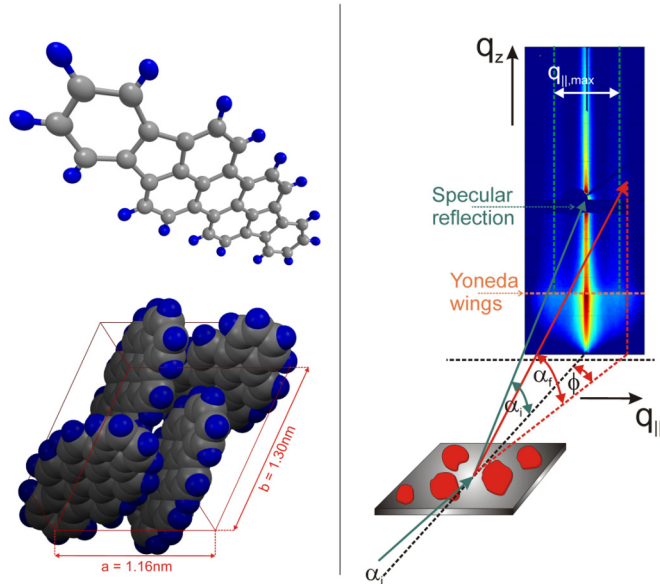 b = 1.30nm
a = 1.16nm
q_z
q_||,max
Specular
reflection
Yoneda
wings
α_i
α_f
ϕ
q_||
α_i